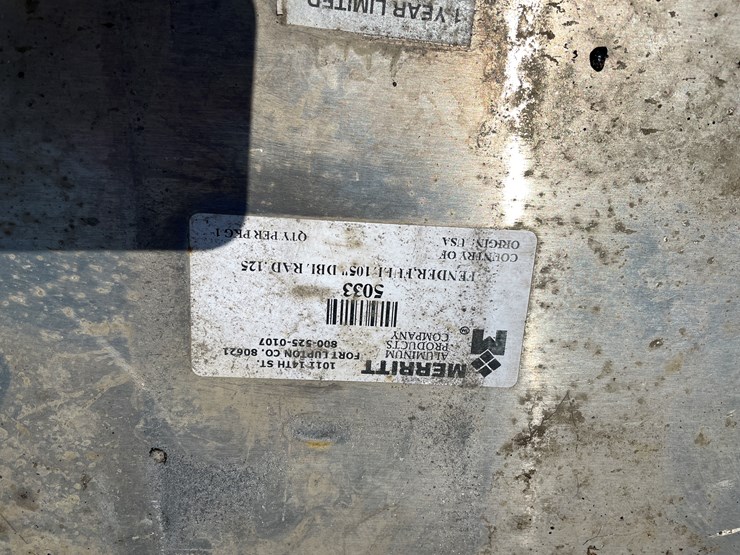 MERRITT
ALUMINUM
PRODUCTS
COMPANY
1011 14TH ST.
FORT LUPTON CO. 80621
800-525-0107
5033
FENDER,FULL 105" DBL RAD .125
COUNTRY OF
ORIGIN: USA
QTY PER PKG 1
1 YEAR LIMITED